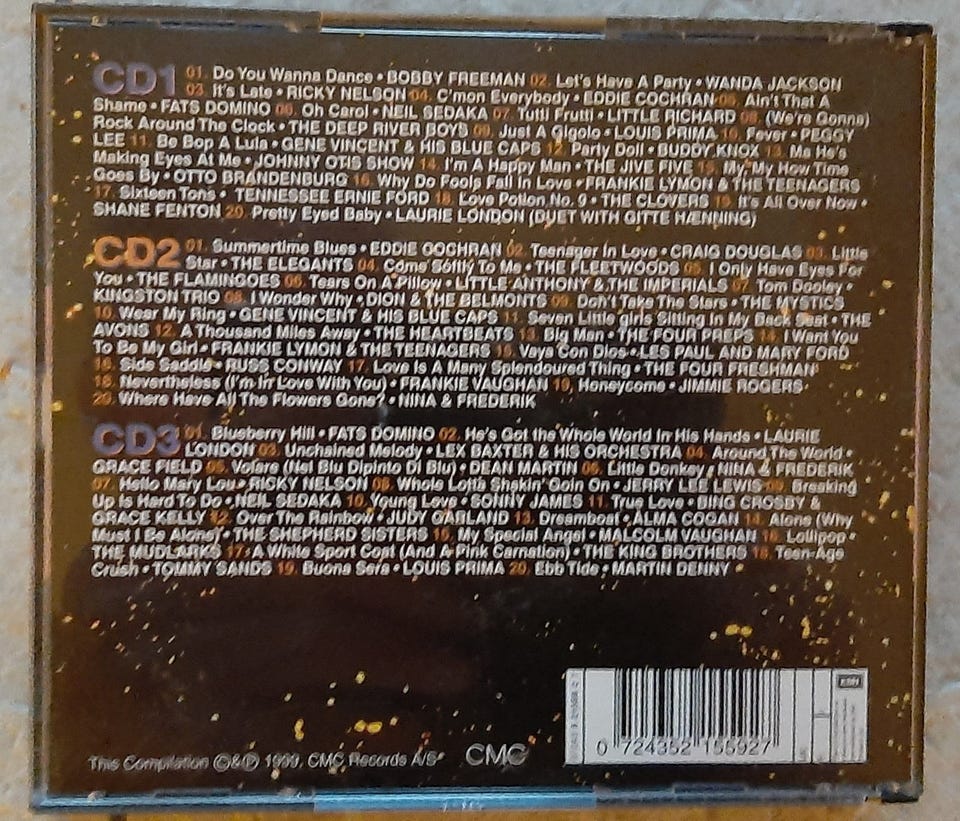 CD1 01. Do You Wanna Dance • BOBBY FREEMAN 02. Let's Have A Party • WANDA JACKSON
03. It's Late • RICKY NELSON 04. C'mon Everybody • EDDIE COCHRAN 05. Ain't That A
Shame • FATS DOMINO 06. Oh Carol • NEIL SEDAKA 07. Tutti Frutti • LITTLE RICHARD 08. (We're Gonna)
Rock Around The Clock • THE DEEP RIVER BOYS 09. Just A Gigolo • LOUIS PRIMA 10. Fever • PEGGY
LEE 11. Be Bop A Lula • GENE VINCENT & HIS BLUE CAPS 12. Party Doll • BUDDY KNOX 13. Ma He's
Making Eyes At Me • JOHNNY OTIS SHOW 14. I'm A Happy Man • THE JIVE FIVE 15. My, My How Time
Goes By • OTTO BRANDENBURG 16. Why Do Fools Fall In Love • FRANKIE LYMON & THE TEENAGERS
17. Sixteen Tons • TENNESSEE ERNIE FORD 18. Love Potion No. 9 • THE CLOVERS 19. It's All Over Now •
SHANE FENTON 20. Pretty Eyed Baby • LAURIE LONDON (DUET WITH GITTE HÆNNING)
CD2 01. Summertime Blues • EDDIE COCHRAN 02. Teenager In Love • CRAIG DOUGLAS 03. Little
Star • THE ELEGANTS 04. Come Softly To Me • THE FLEETWOODS 05. I Only Have Eyes For
You • THE FLAMINGOES 06. Tears On A Pillow • LITTLE ANTHONY & THE IMPERIALS 07. Tom Dooley •
KINGSTON TRIO 08. I Wonder Why • DION & THE BELMONTS 09. Don't Take The Stars • THE MYSTICS
10. Wear My Ring • GENE VINCENT & HIS BLUE CAPS 11. Seven Little girls Sitting In My Back Seat • THE
AVONS 12. A Thousand Miles Away • THE HEARTBEATS 13. Big Man • THE FOUR PREPS 14. I Want You
To Be My Girl • FRANKIE LYMON & THE TEENAGERS 15. Vaya Con Dios • LES PAUL AND MARY FORD
16. Side Saddle • RUSS CONWAY 17. Love Is A Many Splendoured Thing • THE FOUR FRESHMAN
18. Nevertheless (I'm In Love With You) • FRANKIE VAUGHAN 19, Honeycome • JIMMIE ROGERS
20. Where Have All The Flowers Gone? • NINA & FREDERIK
CD3 01. Blueberry Hill • FATS DOMINO 02. He's Got the Whole World In His Hands • LAURIE
LONDON 03. Unchained Melody • LEX BAXTER & HIS ORCHESTRA 04. Around The World •
GRACE FIELD 05. Volare (Nel Blu Dipinto Di Blu) • DEAN MARTIN 06. Little Donkey • NINA & FREDERIK
07. Hello Mary Lou • RICKY NELSON 08. Whole Lotta Shakin' Goin On • JERRY LEE LEWIS 09. Breaking
Up Is Hard To Do • NEIL SEDAKA 10. Young Love • SONNY JAMES 11. True Love • BING CROSBY &
GRACE KELLY 12. Over The Rainbow • JUDY GARLAND 13. Dreamboat • ALMA COGAN 14. Alone (Why
Must I Be Alone) • THE SHEPHERD SISTERS 15. My Special Angel • MALCOLM VAUGHAN 16. Lollipop •
THE MUDLARKS 17. A White Sport Coat (And A Pink Carnation) • THE KING BROTHERS 18. Teen-Age
Crush • TOMMY SANDS 19. Buona Sera • LOUIS PRIMA 20. Ebb Tide • MARTIN DENNY
EMI
0 724352 155927
This Compilation ©&℗ 1999. CMC Records A/S
CMC